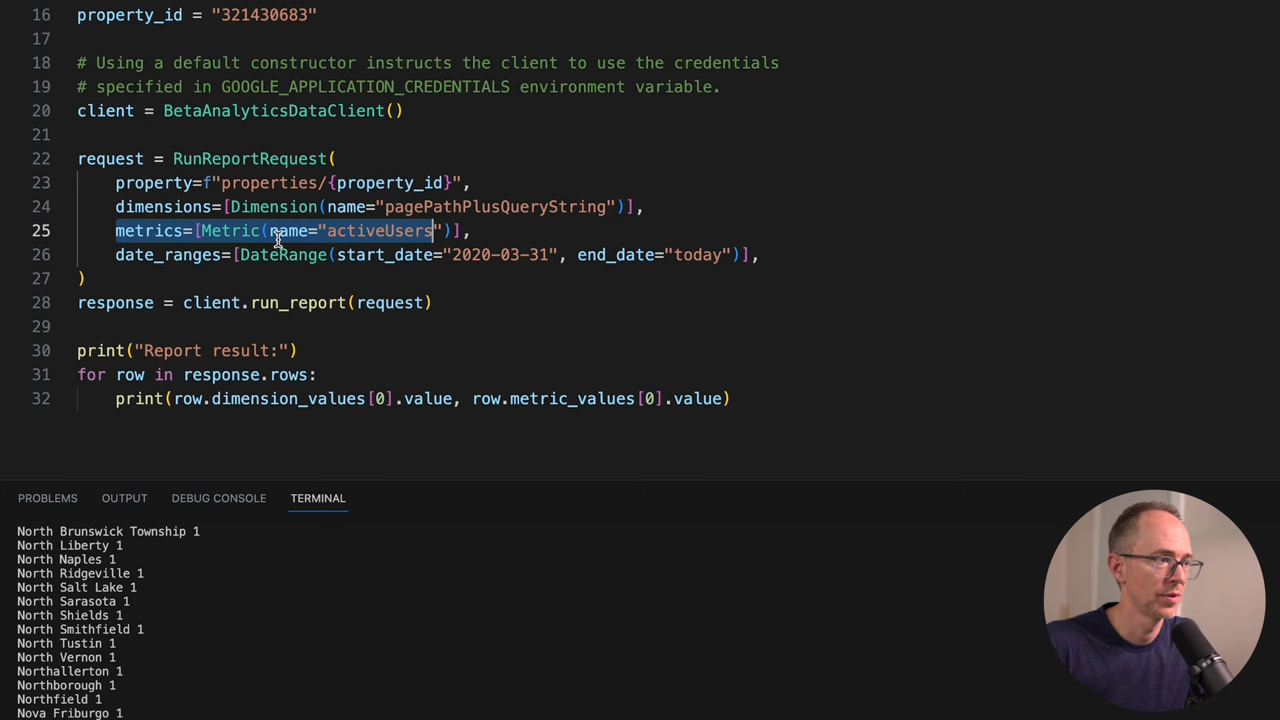 16 property_id = "321430683"
17
18 # Using a default constructor instructs the client to use the credentials
19 # specified in GOOGLE_APPLICATION_CREDENTIALS environment variable.
20 client = BetaAnalyticsDataClient()
21
22 request = RunReportRequest(
23 property=f"properties/{property_id}",
24 dimensions=[Dimension(name="pagePathPlusQueryString")],
25 metrics=[Metric(name="activeUsers")],
26 date_ranges=[DateRange(start_date="2020-03-31", end_date="today")],
27 )
28 response = client.run_report(request)
29
30 print("Report result:")
31 for row in response.rows:
32 print(row.dimension_values[0].value, row.metric_values[0].value)
PROBLEMS OUTPUT DEBUG CONSOLE TERMINAL
North Brunswick Township 1
North Liberty 1
North Naples 1
North Ridgeville 1
North Salt Lake 1
North Sarasota 1
North Shields 1
North Smithfield 1
North Tustin 1
North Vernon 1
Northallerton 1
Northborough 1
Northfield 1
Nova Friburgo 1